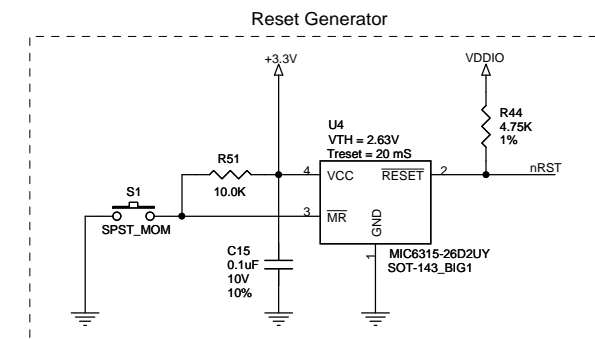 Reset Generator
+3.3V
VDDIO
R44
4.75K
1%
U4
VTH = 2.63V
Treset = 20 mS
R51
10.0K
4
VCC
RESET
2
nRST
S1
SPST_MOM
3
MR
GND
1
C15
0.1uF
10V
10%
MIC6315-26D2UY
SOT-143_BIG1